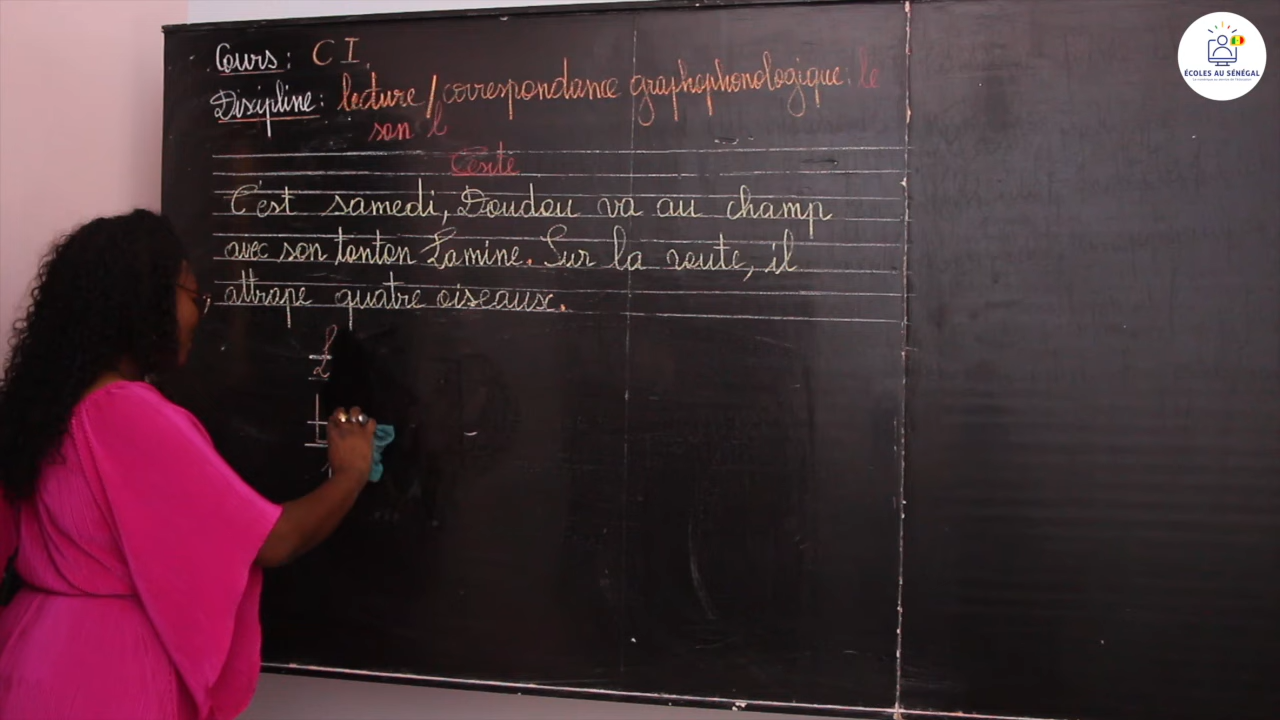 Cours : C I.
Discipline : lecture / correspondance graphophonologique : le
son l
Texte
C'est samedi, Doudou va au champ
avec son tonton Lamine. Sur la route, il
attrape quatre oiseaux.
l
L
L
ÉCOLES AU SÉNÉGAL